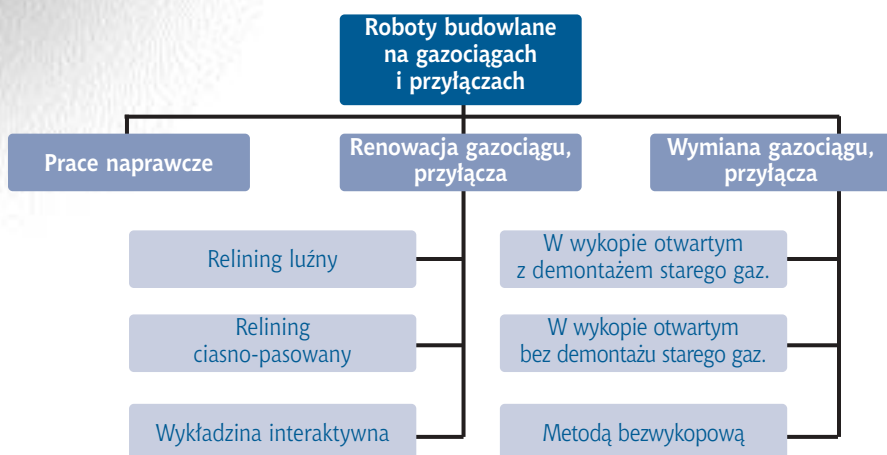 Roboty budowlane
na gazociągach
i przyłączach
Prace naprawcze
Renowacja gazociągu,
przyłącza
Wymiana gazociągu,
przyłącza
Relining luźny
W wykopie otwartym
z demontażem starego gaz.
Relining
ciasno-pasowany
W wykopie otwartym
bez demontażu starego gaz.
Wykładzina interaktywna
Metodą bezwykopową